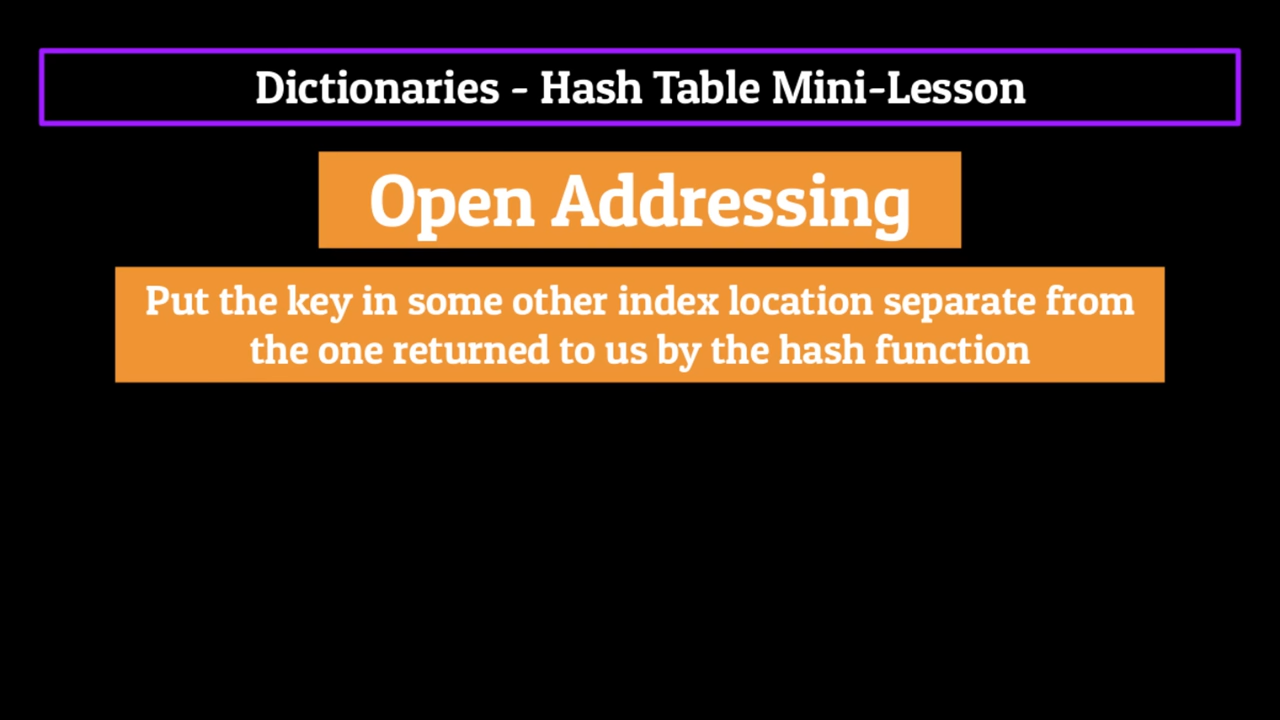 Dictionaries - Hash Table Mini-Lesson
Open Addressing
Put the key in some other index location separate from
the one returned to us by the hash function